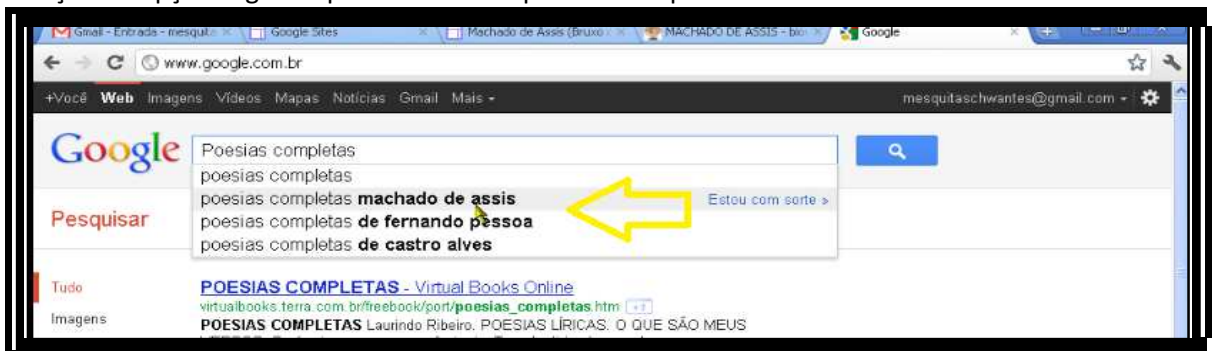 Gmail - Entrada - mesquita Google Sites Machado de Assis (Bruxo MACHADO DE ASSIS - bio Google
www.google.com.br
+Você Web Imagens Vídeos Mapas Notícias Gmail Mais mesquitaschwantes@gmail.com
Google Poesias completas
poesias completas
poesias completas machado de assis Estou com sorte »
poesias completas de fernando pessoa
poesias completas de castro alves
Pesquisar
Tudo
Imagens
POESIAS COMPLETAS - Virtual Books Online
virtualbooks.terra.com.br/freebook/port/poesias_completas.htm
POESIAS COMPLETAS Laurindo Ribeiro. POESIAS LÍRICAS. O QUE SÃO MEUS